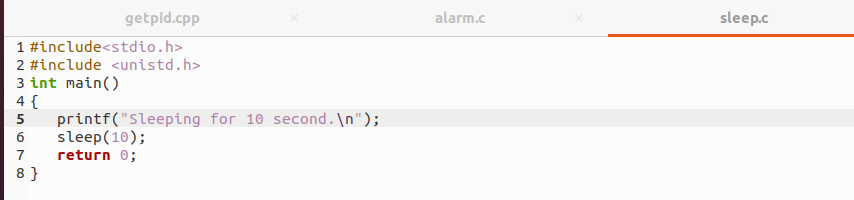 getpid.cpp × alarm.c × sleep.c
1 #include<stdio.h>
2 #include <unistd.h>
3 int main()
4 {
5    printf("Sleeping for 10 second.\n");
6    sleep(10);
7    return 0;
8 }